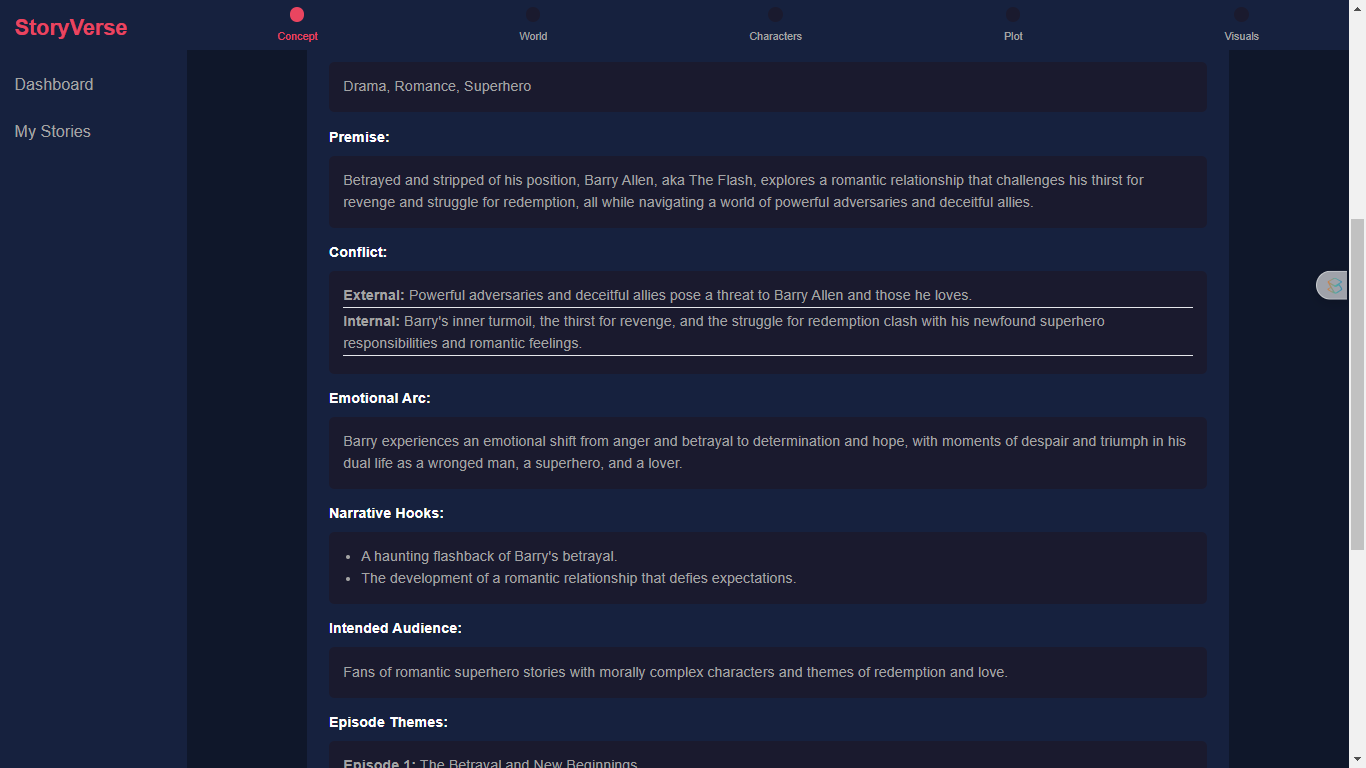 StoryVerse
Concept
World
Characters
Plot
Visuals
Dashboard
My Stories
Drama, Romance, Superhero
Premise:
Betrayed and stripped of his position, Barry Allen, aka The Flash, explores a romantic relationship that challenges his thirst for
revenge and struggle for redemption, all while navigating a world of powerful adversaries and deceitful allies.
Conflict:
External: Powerful adversaries and deceitful allies pose a threat to Barry Allen and those he loves.
Internal: Barry's inner turmoil, the thirst for revenge, and the struggle for redemption clash with his newfound superhero
responsibilities and romantic feelings.
Emotional Arc:
Barry experiences an emotional shift from anger and betrayal to determination and hope, with moments of despair and triumph in his
dual life as a wronged man, a superhero, and a lover.
Narrative Hooks:
• A haunting flashback of Barry's betrayal.
• The development of a romantic relationship that defies expectations.
Intended Audience:
Fans of romantic superhero stories with morally complex characters and themes of redemption and love.
Episode Themes:
Episode 1: The Betrayal and New Beginnings